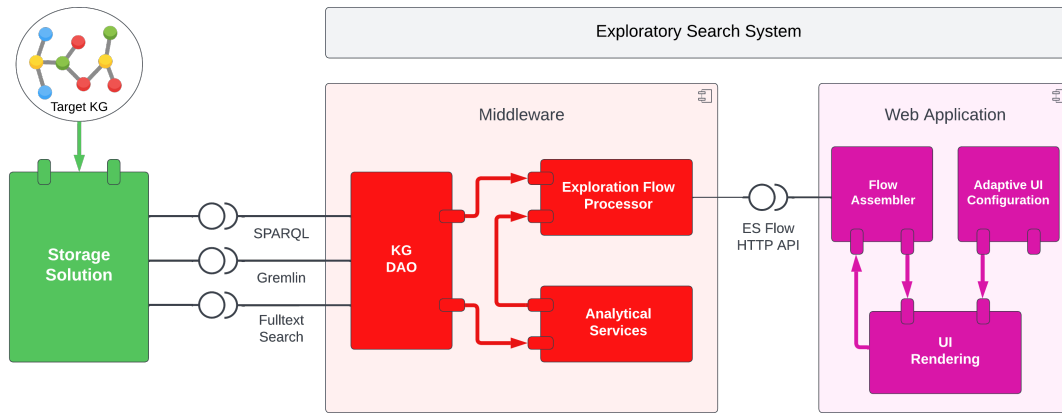 Exploratory Search System
Target KG
Middleware
Web Application
Storage
Solution
SPARQL
Gremlin
Fulltext
Search
KG
DAO
Exploration Flow
Processor
Analytical
Services
ES Flow
HTTP API
Flow
Assembler
Adaptive UI
Configuration
UI
Rendering